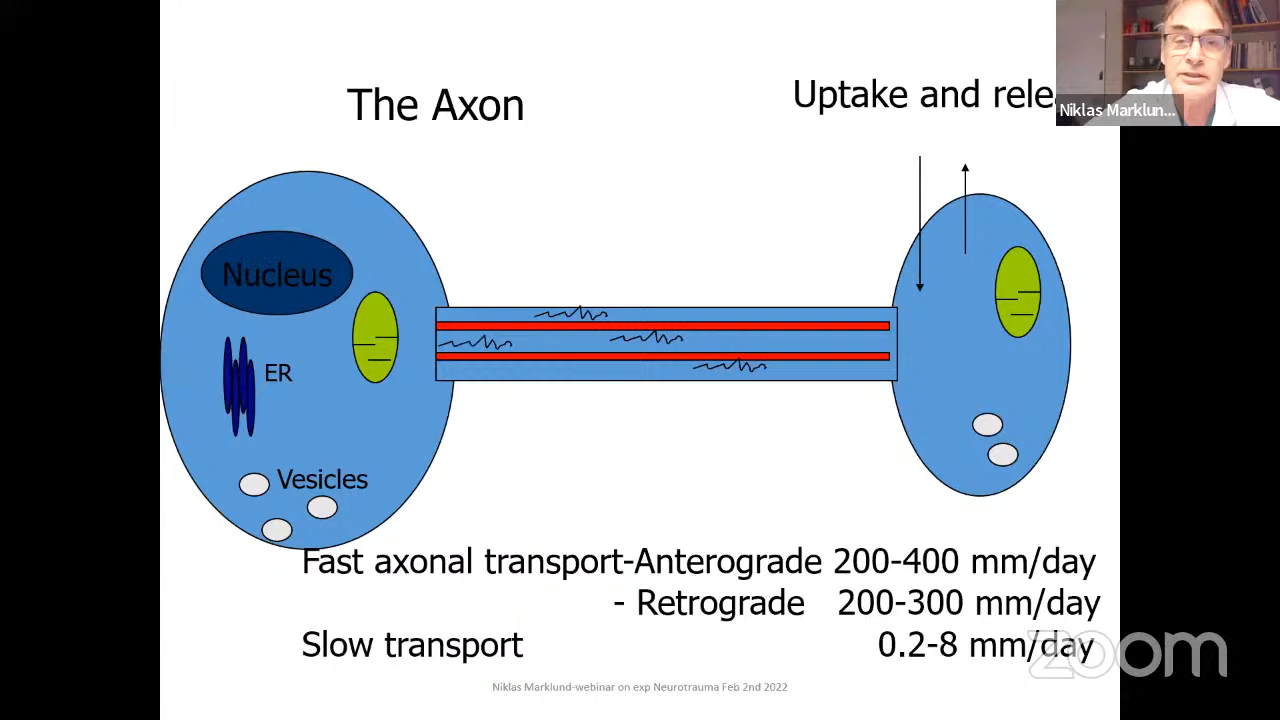 The Axon
Uptake and rele
Niklas Marklun...
Nucleus
ER
Vesicles
Fast axonal transport-Anterograde 200-400 mm/day
- Retrograde 200-300 mm/day
Slow transport 0.2-8 mm/day
zoom
Niklas Marklund-webinar on exp Neurotrauma Feb 2nd 2022